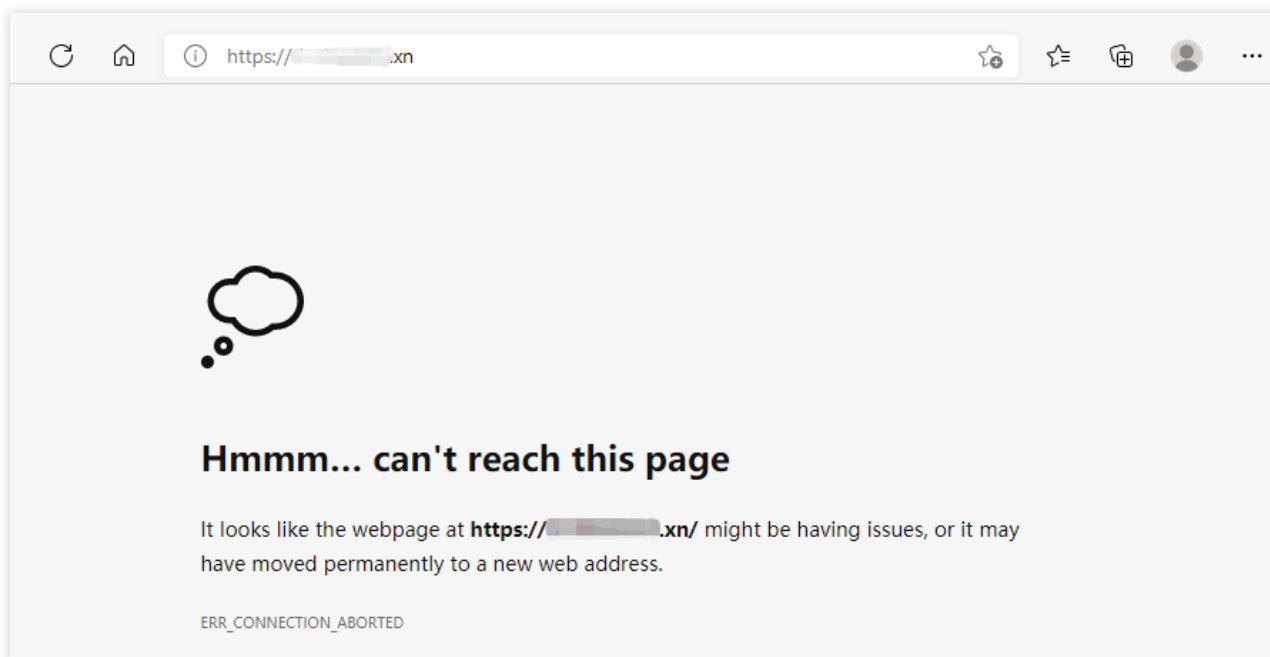 https:// .xn
Hmmm... can't reach this page
It looks like the webpage at https:// .xn/ might be having issues, or it may
have moved permanently to a new web address.
ERR_CONNECTION_ABORTED